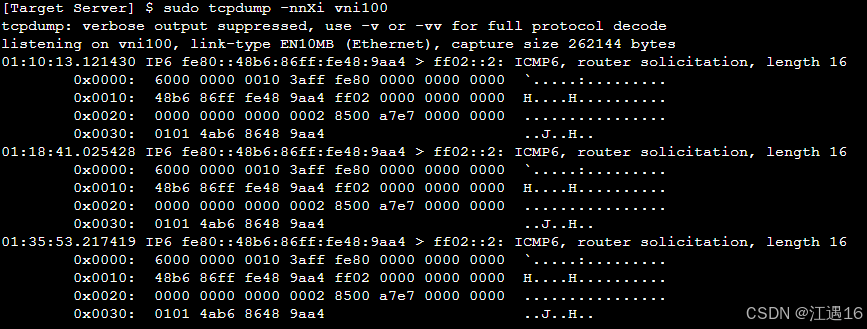 [Target Server] $ sudo tcpdump -nnXi vni100
tcpdump: verbose output suppressed, use -v or -vv for full protocol decode
listening on vni100, link-type EN10MB (Ethernet), capture size 262144 bytes
01:10:13.121430 IP6 fe80::48b6:86ff:fe48:9aa4 > ff02::2: ICMP6, router solicitation, length 16
0x0000: 6000 0000 0010 3aff fe80 0000 0000 0000 `.....:.........
0x0010: 48b6 86ff fe48 9aa4 ff02 0000 0000 0000 H....H..........
0x0020: 0000 0000 0000 0002 8500 a7e7 0000 0000 ................
0x0030: 0101 4ab6 8648 9aa4 ..J..H..
01:18:41.025428 IP6 fe80::48b6:86ff:fe48:9aa4 > ff02::2: ICMP6, router solicitation, length 16
0x0000: 6000 0000 0010 3aff fe80 0000 0000 0000 `.....:.........
0x0010: 48b6 86ff fe48 9aa4 ff02 0000 0000 0000 H....H..........
0x0020: 0000 0000 0000 0002 8500 a7e7 0000 0000 ................
0x0030: 0101 4ab6 8648 9aa4 ..J..H..
01:35:53.217419 IP6 fe80::48b6:86ff:fe48:9aa4 > ff02::2: ICMP6, router solicitation, length 16
0x0000: 6000 0000 0010 3aff fe80 0000 0000 0000 `.....:.........
0x0010: 48b6 86ff fe48 9aa4 ff02 0000 0000 0000 H....H..........
0x0020: 0000 0000 0000 0002 8500 a7e7 0000 0000 ................
0x0030: 0101 4ab6 8648 9aa4 ..J..H..
CSDN @江遇16